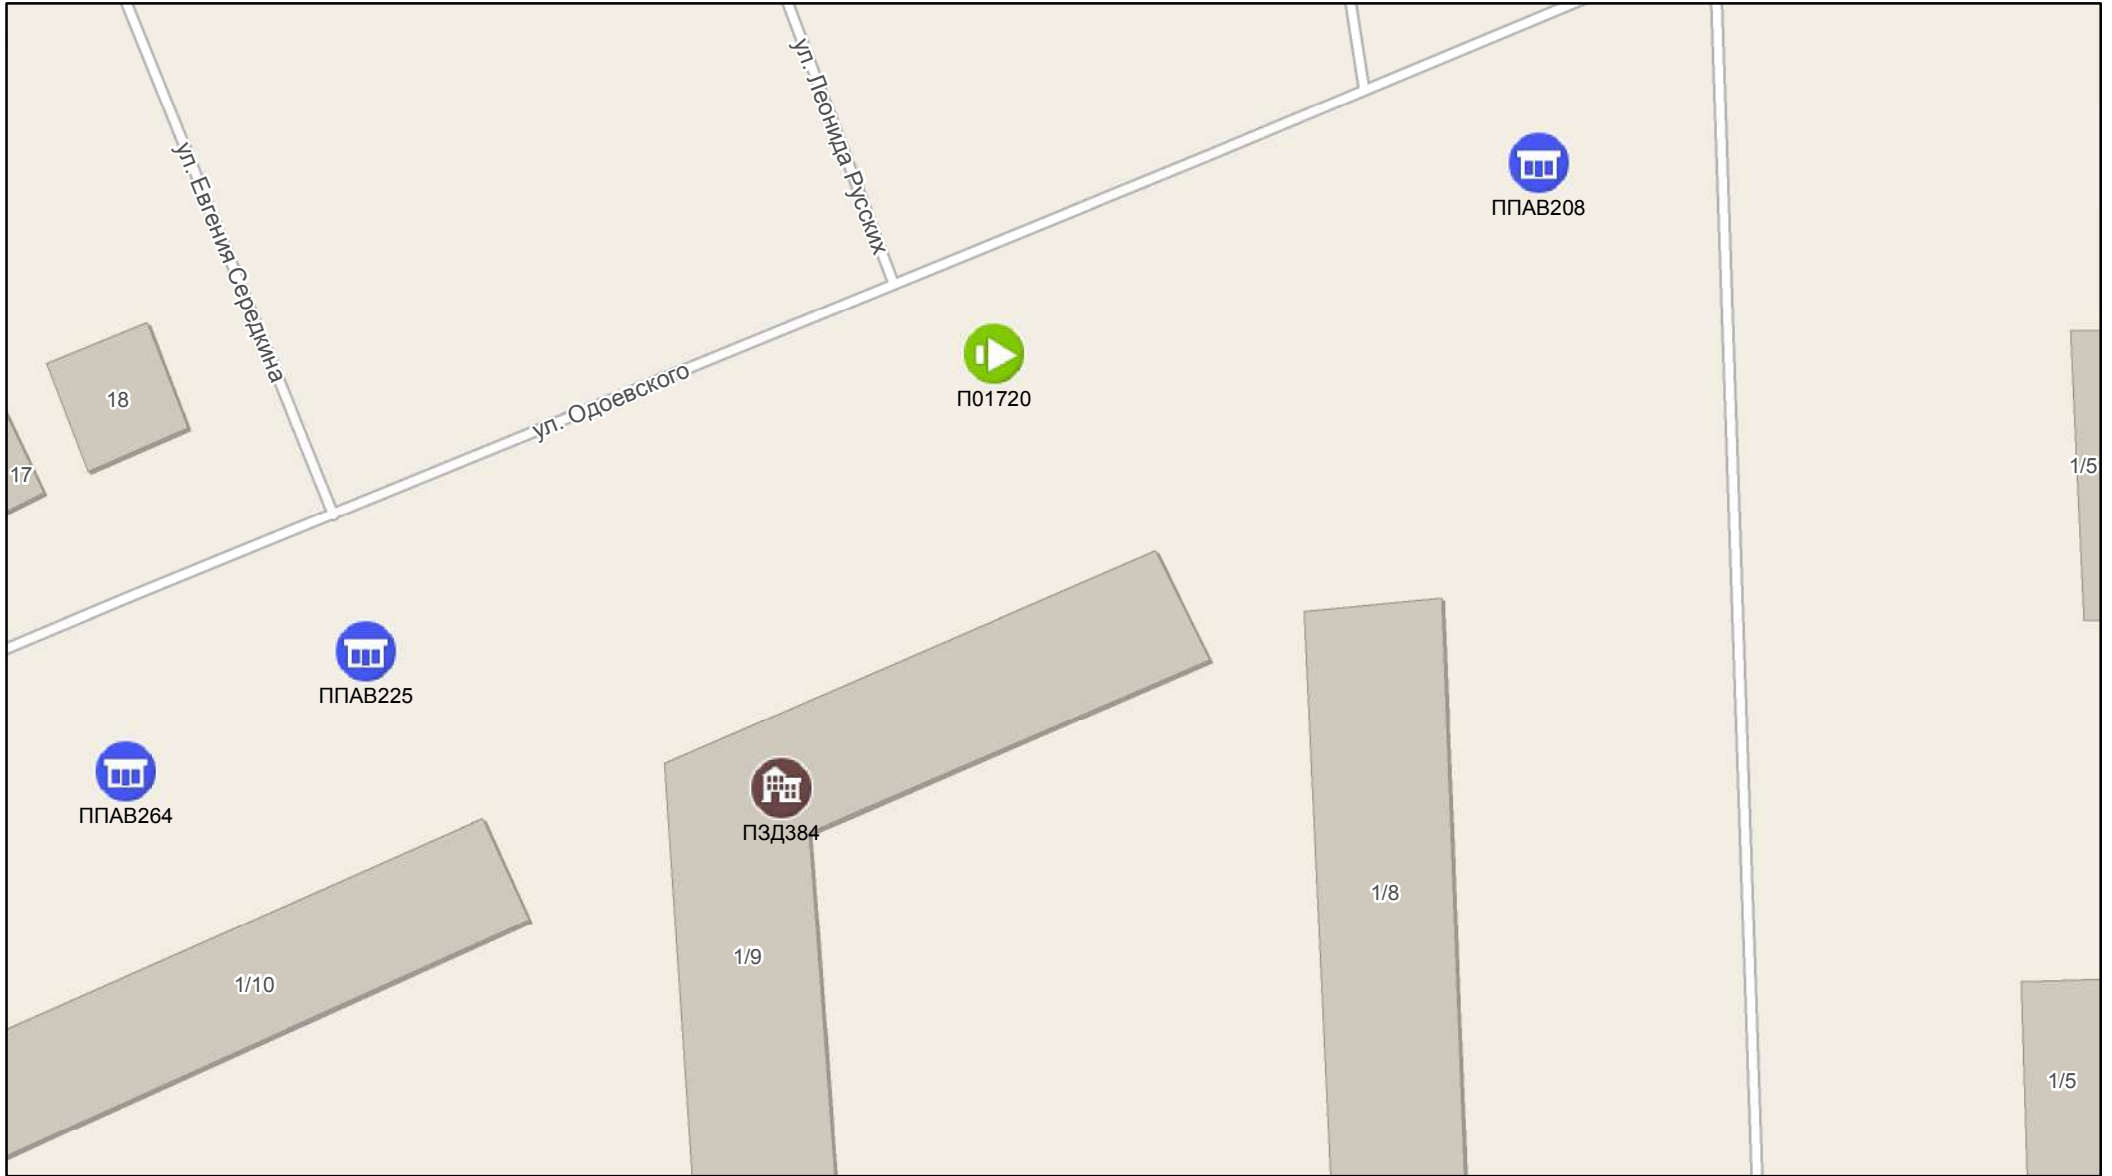 ул. Леонида Русских
ул. Евгения Середкина
ППАВ208
ул. Одоевского
П01720
18
17
1/5
ППАВ225
ППАВ264
ПЗД384
1/8
1/9
1/10
1/5